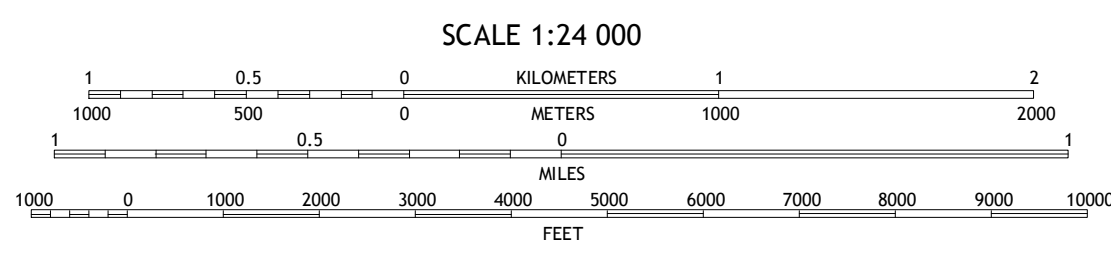 SCALE 1:24 000
1 0.5 0 KILOMETERS 1 2
1000 500 0 METERS 1000 2000
1 0.5 0 1
MILES
1000 0 1000 2000 3000 4000 5000 6000 7000 8000 9000 10000
FEET